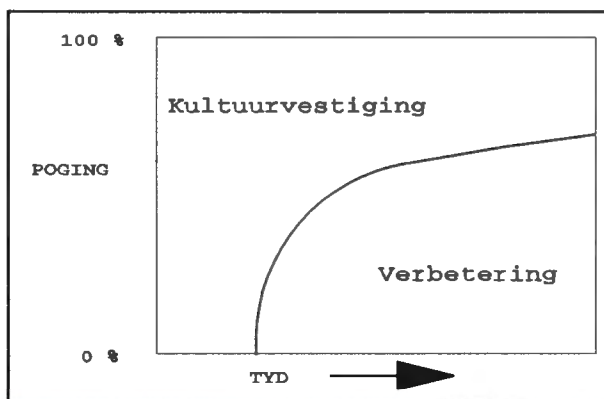 100 %
Kultuurvestiging
POGING
Verbetering
0 %
TYD